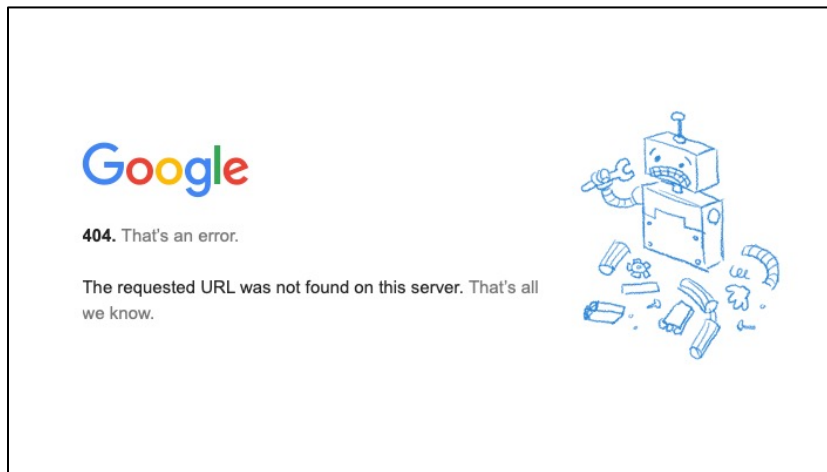 Google
404. That's an error.
The requested URL was not found on this server. That's all
we know.